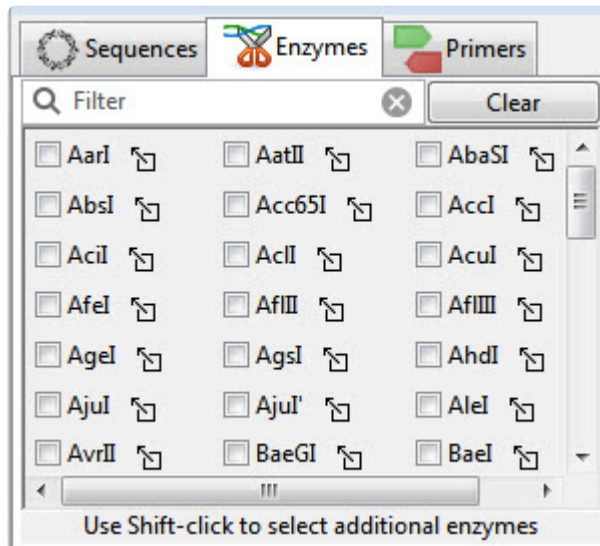 Sequences Enzymes Primers
Filter Clear
AarI AatII AbaSI
AbsI Acc65I AccI
AciI AclI AcuI
AfeI AflII AflIII
AgeI AgsI AhdI
AjuI AjuI' AleI
AvrII BaeGI BaeI
Use Shift-click to select additional enzymes